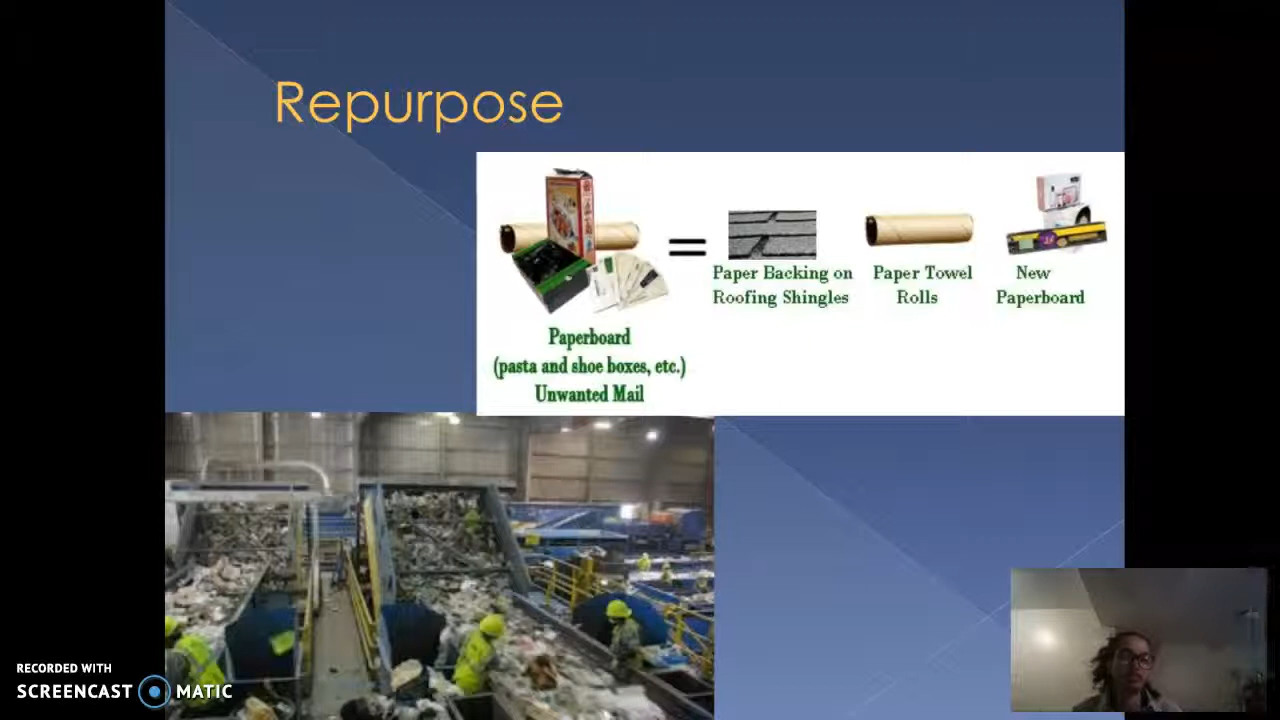 Repurpose
=
Paper Backing on
Roofing Shingles
Paper Towel
Rolls
New
Paperboard
Paperboard
(pasta and shoe boxes, etc.)
Unwanted Mail
RECORDED WITH
SCREENCAST MATIC